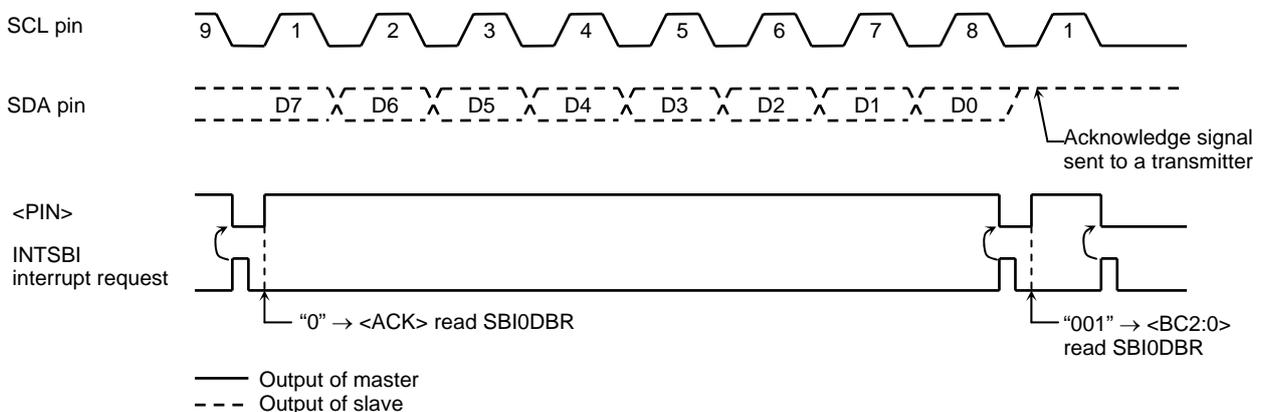 SCL pin
9 1 2 3 4 5 6 7 8 1
SDA pin
D7 D6 D5 D4 D3 D2 D1 D0
Acknowledge signal
sent to a transmitter
<PIN>
INTSBI
interrupt request
“0” → <ACK> read SBI0DBR
“001” → <BC2:0>
read SBI0DBR
Output of master
Output of slave